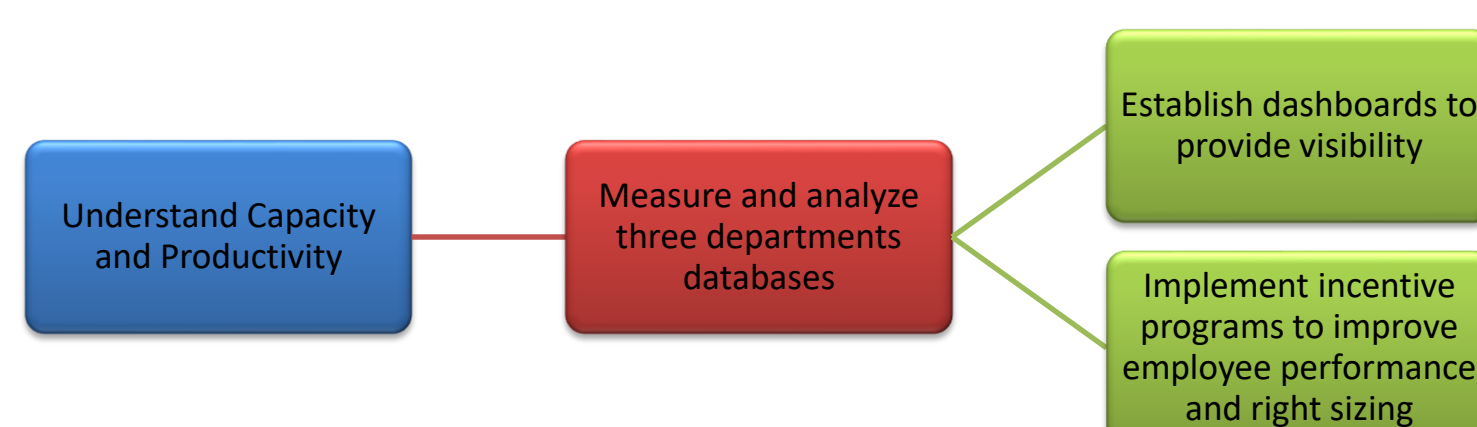 Understand Capacity
and Productivity
Measure and analyze
three departments
databases
Establish dashboards to
provide visibility
Implement incentive
programs to improve
employee performance
and right sizing